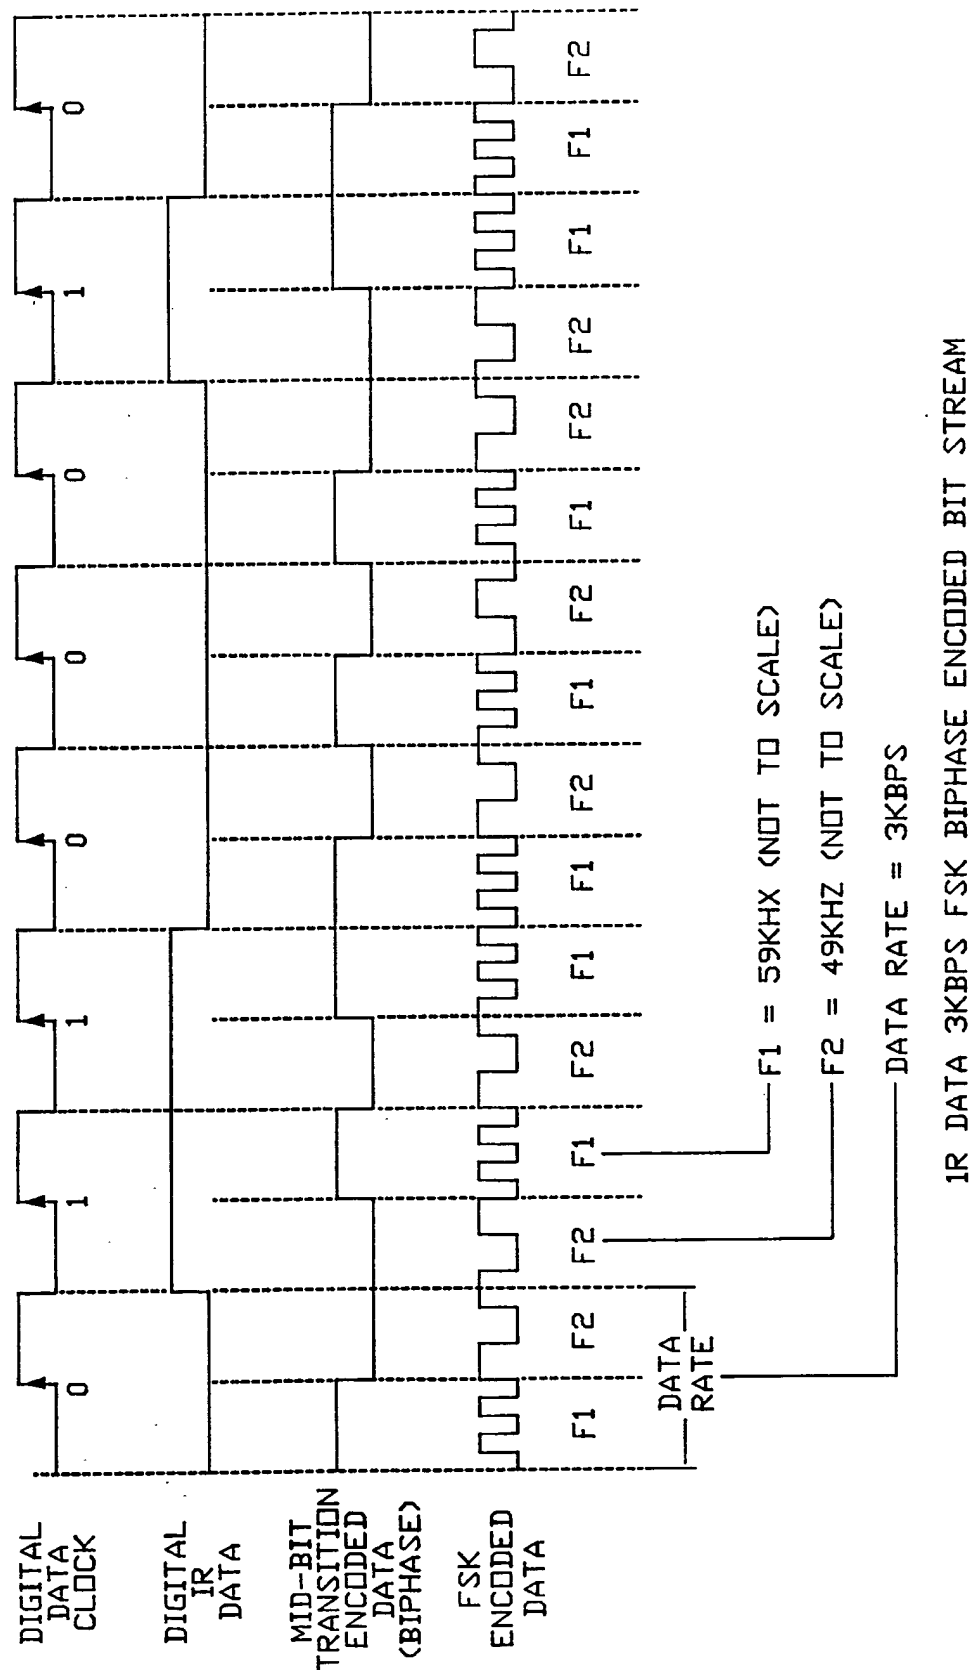 DIGITAL
DATA
CLOCK
0 1 1 0 0 0 1 0
DIGITAL
IR
DATA
MID-BIT
TRANSITION
ENCODED
DATA
(BIPHASE)
FSK
ENCODED
DATA
F1 F2 F2 F1 F2 F1 F1 F2 F1 F2 F1 F2 F2 F1 F1 F2
DATA
RATE
F1 = 59KHX (NOT TO SCALE)
F2 = 49KHZ (NOT TO SCALE)
DATA RATE = 3KBPS
1R DATA 3KBPS FSK BIPHASE ENCODED BIT STREAM